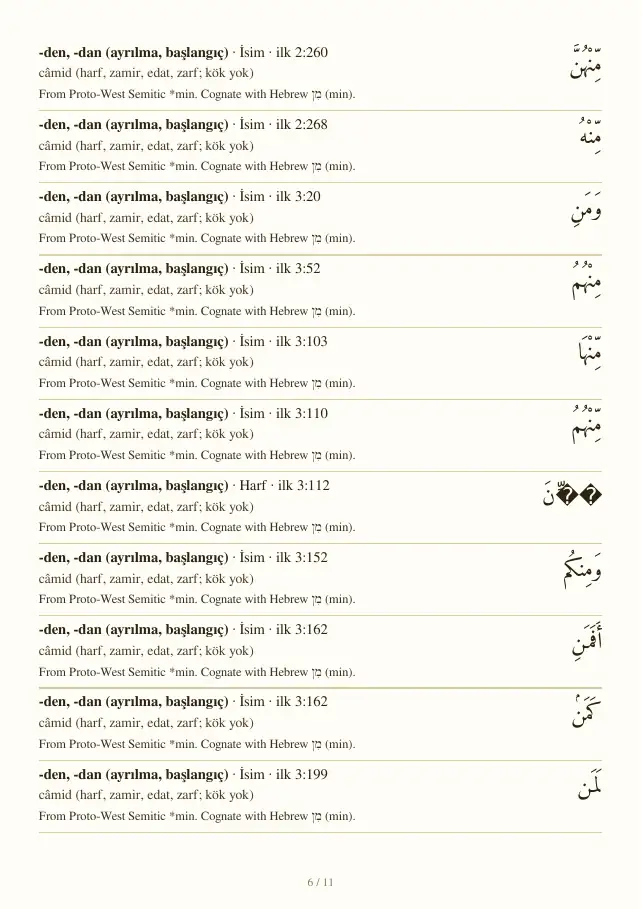 -den, -dan (ayrılma, başlangıç) · İsim · ilk 2:260 مِّنْهُنَّ
câmid (harf, zamir, edat, zarf; kök yok)
From Proto-West Semitic *min. Cognate with Hebrew מִן (min).
-den, -dan (ayrılma, başlangıç) · İsim · ilk 2:268 مِّنْهُ
câmid (harf, zamir, edat, zarf; kök yok)
From Proto-West Semitic *min. Cognate with Hebrew מִן (min).
-den, -dan (ayrılma, başlangıç) · İsim · ilk 3:20 وَمَنِ
câmid (harf, zamir, edat, zarf; kök yok)
From Proto-West Semitic *min. Cognate with Hebrew מִן (min).
-den, -dan (ayrılma, başlangıç) · İsim · ilk 3:52 مِنْهُمُ
câmid (harf, zamir, edat, zarf; kök yok)
From Proto-West Semitic *min. Cognate with Hebrew מִן (min).
-den, -dan (ayrılma, başlangıç) · İsim · ilk 3:103 مِّنْهَا
câmid (harf, zamir, edat, zarf; kök yok)
From Proto-West Semitic *min. Cognate with Hebrew מִן (min).
-den, -dan (ayrılma, başlangıç) · İsim · ilk 3:110 مِّنْهُمُ
câmid (harf, zamir, edat, zarf; kök yok)
From Proto-West Semitic *min. Cognate with Hebrew מִן (min).
-den, -dan (ayrılma, başlangıç) · Harf · ilk 3:112
câmid (harf, zamir, edat, zarf; kök yok)
From Proto-West Semitic *min. Cognate with Hebrew מִן (min).
-den, -dan (ayrılma, başlangıç) · İsim · ilk 3:152 وَمِنكُم
câmid (harf, zamir, edat, zarf; kök yok)
From Proto-West Semitic *min. Cognate with Hebrew מִן (min).
-den, -dan (ayrılma, başlangıç) · İsim · ilk 3:162 أَفَمَنِ
câmid (harf, zamir, edat, zarf; kök yok)
From Proto-West Semitic *min. Cognate with Hebrew מִן (min).
-den, -dan (ayrılma, başlangıç) · İsim · ilk 3:162 كَمَنۢ
câmid (harf, zamir, edat, zarf; kök yok)
From Proto-West Semitic *min. Cognate with Hebrew מִן (min).
-den, -dan (ayrılma, başlangıç) · İsim · ilk 3:199 لَمَن
câmid (harf, zamir, edat, zarf; kök yok)
From Proto-West Semitic *min. Cognate with Hebrew מִן (min).
6 / 11